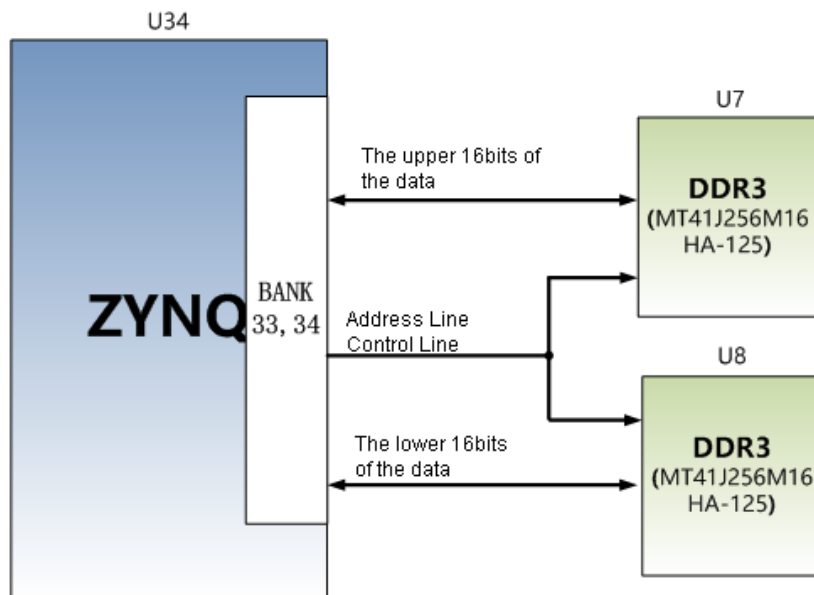 U34
ZYNQ
BANK
33, 34
The upper 16bits of
the data
Address Line
Control Line
The lower 16bits
of the data
U7
DDR3
(MT41J256M16
HA-125)
U8
DDR3
(MT41J256M16
HA-125)